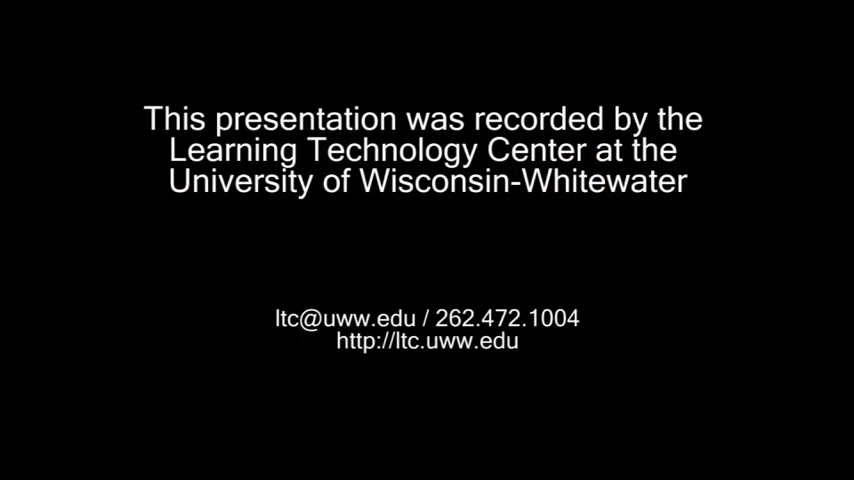 This presentation was recorded by the
Learning Technology Center at the
University of Wisconsin-Whitewater
ltc@uww.edu / 262.472.1004
http://ltc.uww.edu